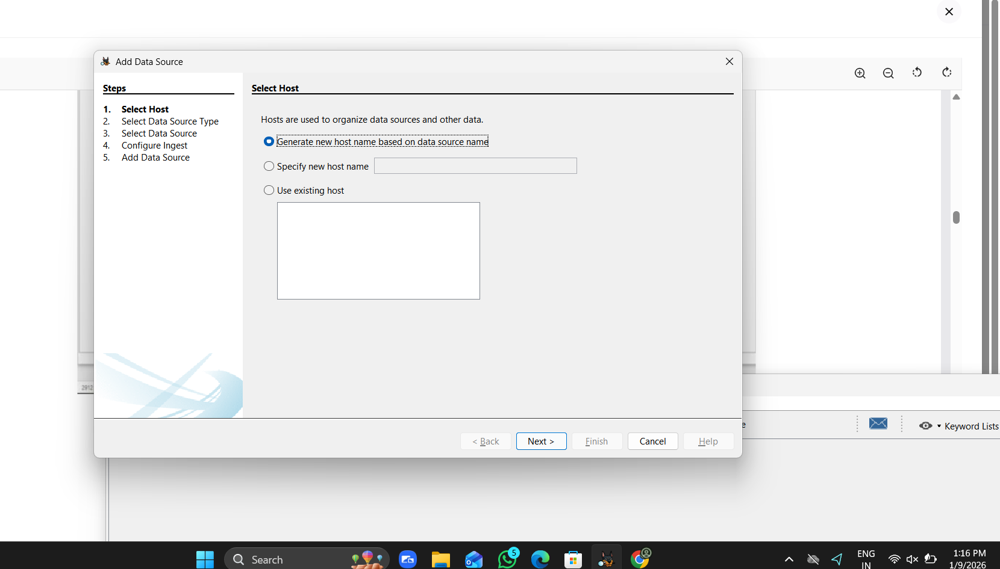 Add Data Source
Steps
1. Select Host
2. Select Data Source Type
3. Select Data Source
4. Configure Ingest
5. Add Data Source
Select Host
Hosts are used to organize data sources and other data.
Generate new host name based on data source name
Specify new host name
Use existing host
2912
e
Keyword Lists
< Back
Next >
Finish
Cancel
Help
Search
5
ENG
IN
1:16 PM
1/9/2026